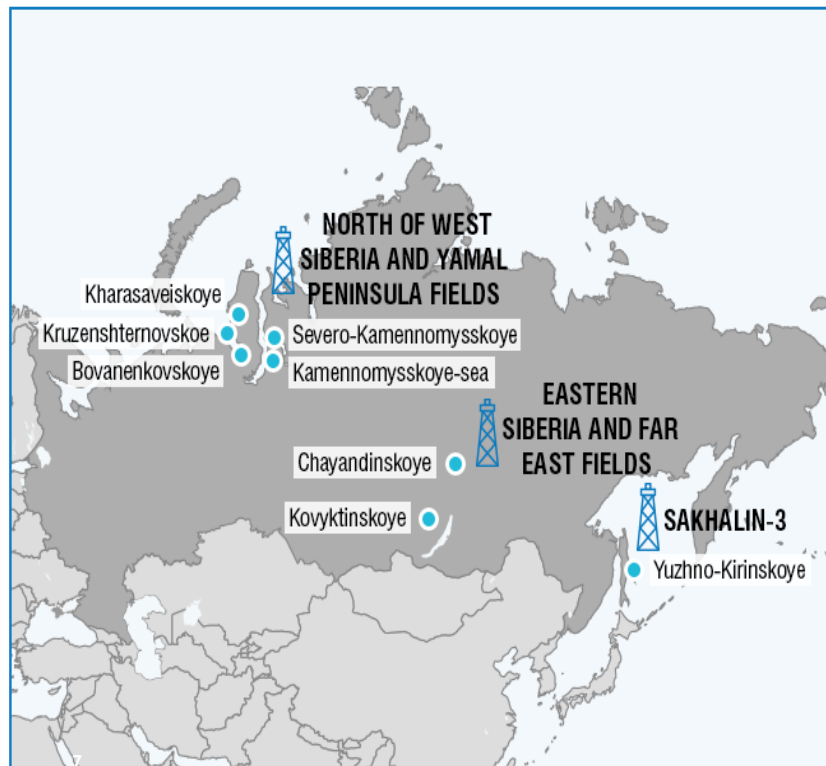 NORTH OF WEST
SIBERIA AND YAMAL
PENINSULA FIELDS
Kharasaveiskoye
Kruzenshternovskoe
Bovanenkovskoye
Severo-Kamennomysskoye
Kamennomysskoye-sea
EASTERN
SIBERIA AND FAR
EAST FIELDS
Chayandinskoye
Kovyktinskoye
SAKHALIN-3
Yuzhno-Kirinskoye